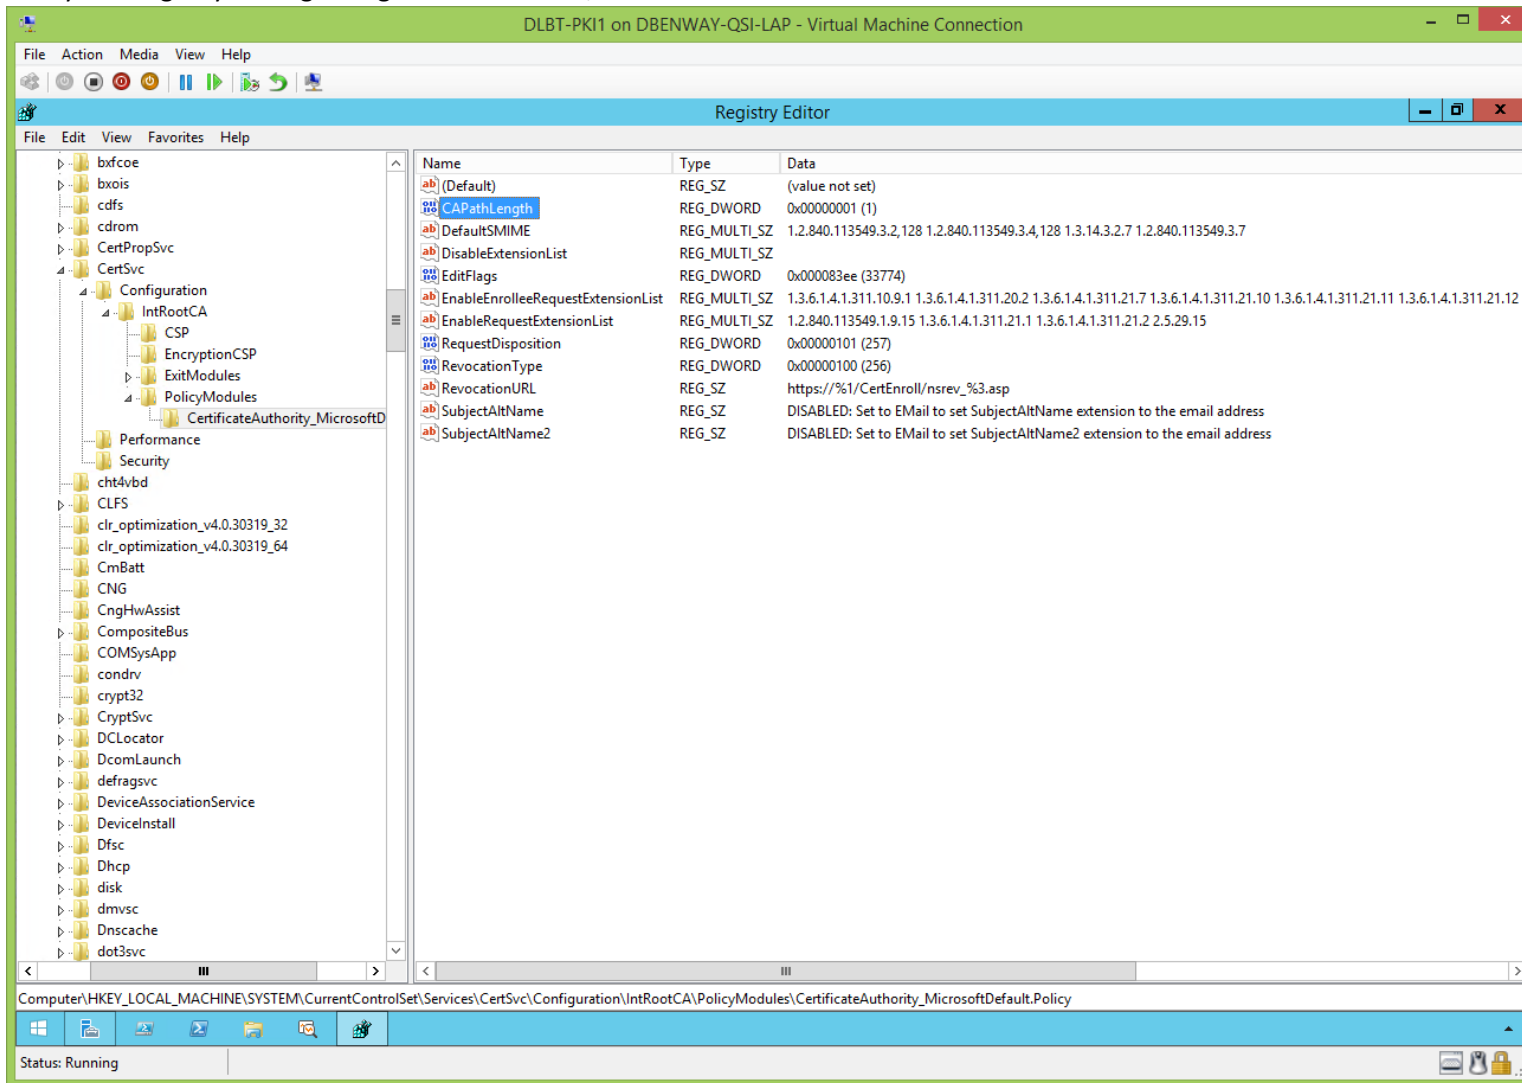 DLBT-PKI1 on DBENWAY-QSI-LAP - Virtual Machine Connection
File Action Media View Help
Registry Editor
File Edit View Favorites Help
bxfcoe
bxois
cdfs
cdrom
CertPropSvc
CertSvc
Configuration
IntRootCA
CSP
EncryptionCSP
ExitModules
PolicyModules
CertificateAuthority_MicrosoftD
Performance
Security
cht4vbd
CLFS
clr_optimization_v4.0.30319_32
clr_optimization_v4.0.30319_64
CmBatt
CNG
CngHwAssist
CompositeBus
COMSysApp
condrv
crypt32
CryptSvc
DCLocator
DcomLaunch
defragsvc
DeviceAssociationService
DeviceInstall
Dfsc
Dhcp
disk
dmvsc
Dnscache
dot3svc
Name Type Data
(Default) REG_SZ (value not set)
CAPathLength REG_DWORD 0x00000001 (1)
DefaultSMIME REG_MULTI_SZ 1.2.840.113549.3.2,128 1.2.840.113549.3.4,128 1.3.14.3.2.7 1.2.840.113549.3.7
DisableExtensionList REG_MULTI_SZ
EditFlags REG_DWORD 0x000083ee (33774)
EnableEnrolleeRequestExtensionList REG_MULTI_SZ 1.3.6.1.4.1.311.10.9.1 1.3.6.1.4.1.311.20.2 1.3.6.1.4.1.311.21.7 1.3.6.1.4.1.311.21.10 1.3.6.1.4.1.311.21.11 1.3.6.1.4.1.311.21.12
EnableRequestExtensionList REG_MULTI_SZ 1.2.840.113549.1.9.15 1.3.6.1.4.1.311.21.1 1.3.6.1.4.1.311.21.2 2.5.29.15
RequestDisposition REG_DWORD 0x00000101 (257)
RevocationType REG_DWORD 0x00000100 (256)
RevocationURL REG_SZ https://%1/CertEnroll/nsrev_%3.asp
SubjectAltName REG_SZ DISABLED: Set to EMail to set SubjectAltName extension to the email address
SubjectAltName2 REG_SZ DISABLED: Set to EMail to set SubjectAltName2 extension to the email address
Computer\HKEY_LOCAL_MACHINE\SYSTEM\CurrentControlSet\Services\CertSvc\Configuration\IntRootCA\PolicyModules\CertificateAuthority_MicrosoftDefault.Policy
Status: Running